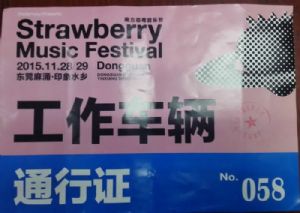 Strawberry
Music Festival
2015.11.28/29 Dongguan
东莞麻涌·印象水乡
工作车辆
通行证
No. 058